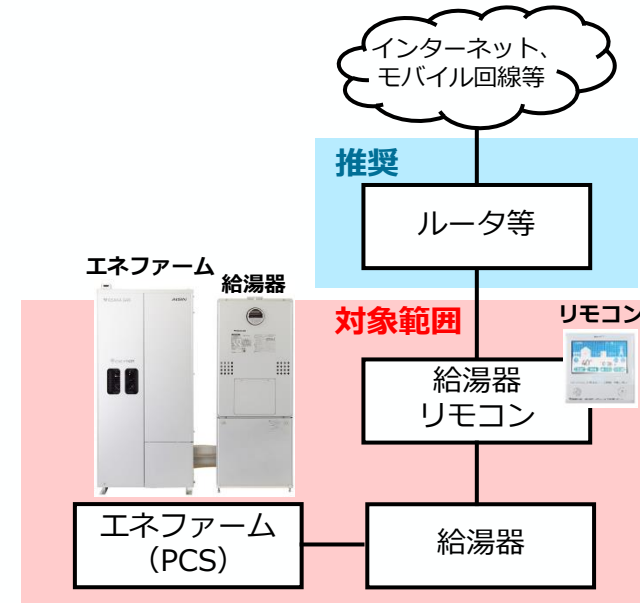 インターネット、
モバイル回線等
推奨
ルータ等
エネファーム
給湯器
対象範囲
リモコン
給湯器
リモコン
エネファーム
（PCS）
給湯器